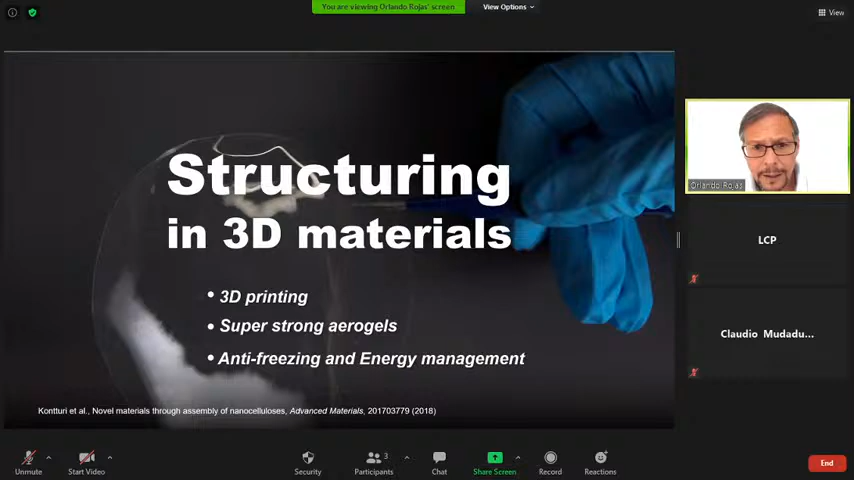 You are viewing Orlando Rojas' screen
View Options
View
Structuring
in 3D materials
• 3D printing
• Super strong aerogels
• Anti-freezing and Energy management
Kontturi et al., Novel materials through assembly of nanocelluloses, Advanced Materials, 201703779 (2018)
Orlando Rojas
LCP
Claudio Mudadu...
Unmute
Start Video
Security
Participants
3
Chat
Share Screen
Record
Reactions
End